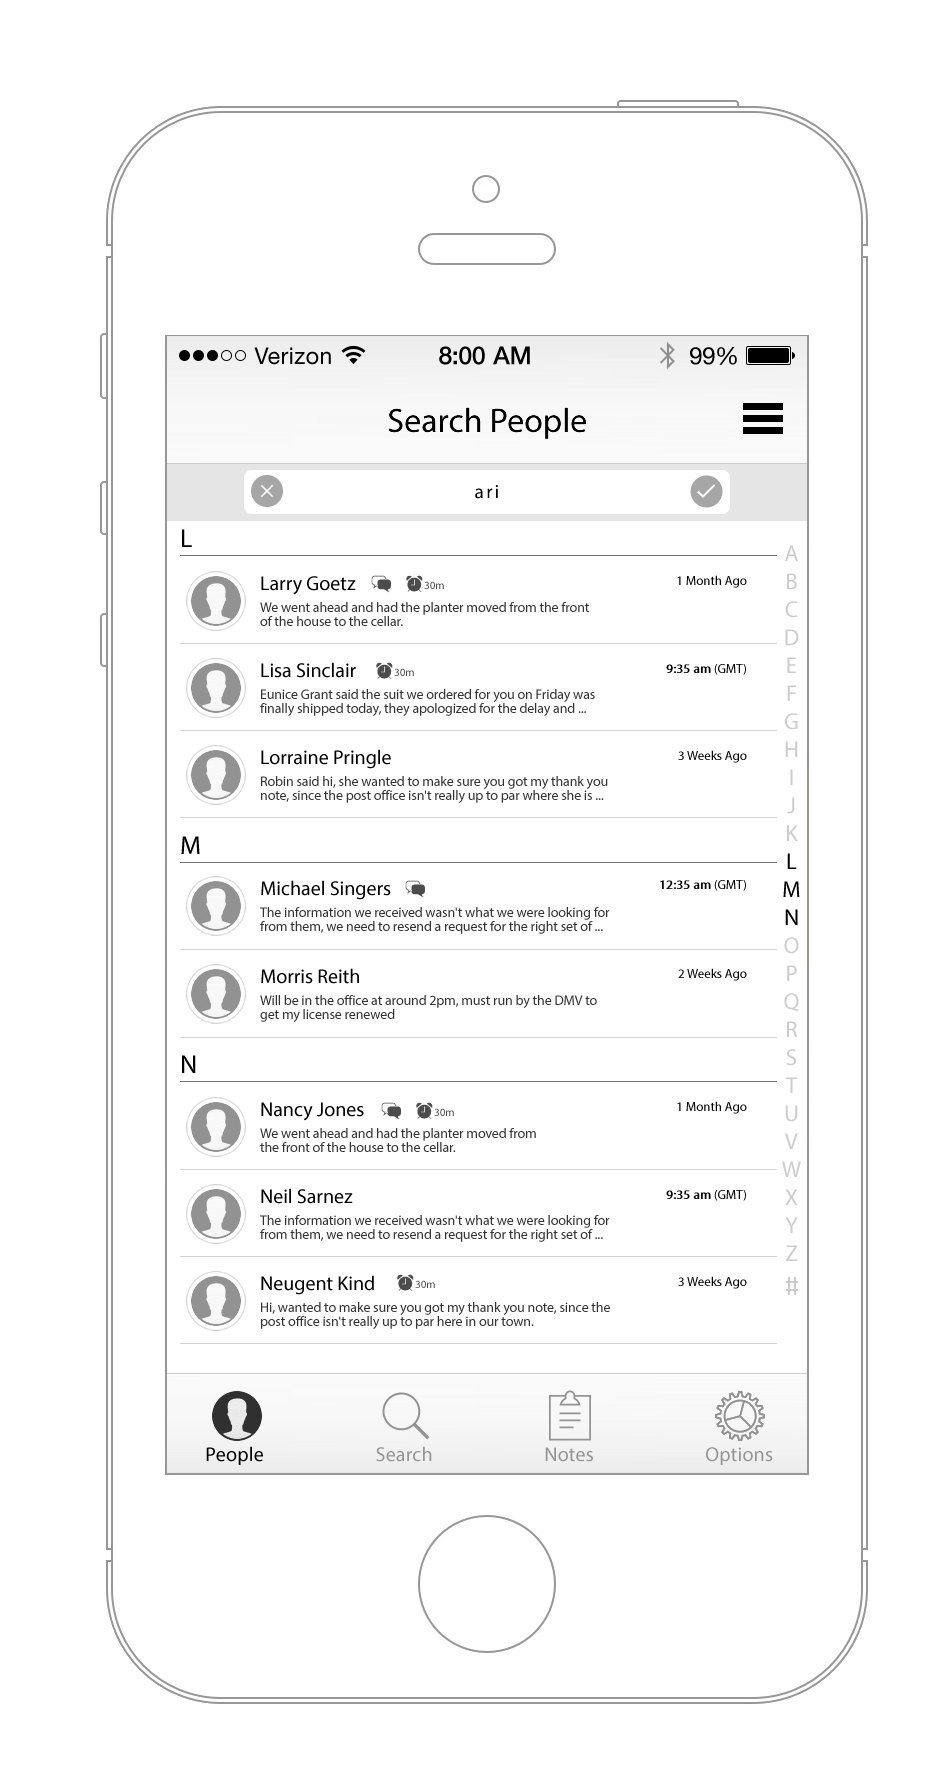 Verizon 8:00 AM 99%
Search People
ari
L
Larry Goetz 30m 1 Month Ago
We went ahead and had the planter moved from the front
of the house to the cellar.
Lisa Sinclair 30m 9:35 am (GMT)
Eunice Grant said the suit we ordered for you on Friday was
finally shipped today, they apologized for the delay and ...
Lorraine Pringle 3 Weeks Ago
Robin said hi, she wanted to make sure you got my thank you
note, since the post office isn't really up to par where she is ...
M
Michael Singers 12:35 am (GMT)
The information we received wasn't what we were looking for
from them, we need to resend a request for the right set of ...
Morris Reith 2 Weeks Ago
Will be in the office at around 2pm, must run by the DMV to
get my license renewed
N
Nancy Jones 30m 1 Month Ago
We went ahead and had the planter moved from
the front of the house to the cellar.
Neil Sarnez 9:35 am (GMT)
The information we received wasn't what we were looking for
from them, we need to resend a request for the right set of ...
Neugent Kind 30m 3 Weeks Ago
Hi, wanted to make sure you got my thank you note, since the
post office isn't really up to par here in our town.
A
B
C
D
E
F
G
H
I
J
K
L
M
N
O
P
Q
R
S
T
U
V
W
X
Y
Z
#
People Search Notes Options